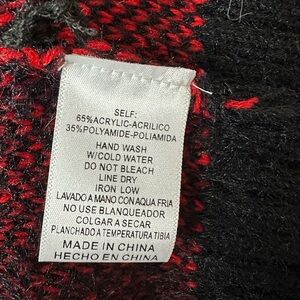 SELF:
65%ACRYLIC-ACRILICO
35%POLYAMIDE-POLIAMIDA
HAND WASH
W/COLD WATER
DO NOT BLEACH
LINE DRY
IRON LOW
LAVADO A MANO CON AQUA FRIA
NO USE BLANQUEADOR
COLGAR A SECAR
PLANCHADO A TEMPERATURA TIBIA
MADE IN CHINA
HECHO EN CHINA